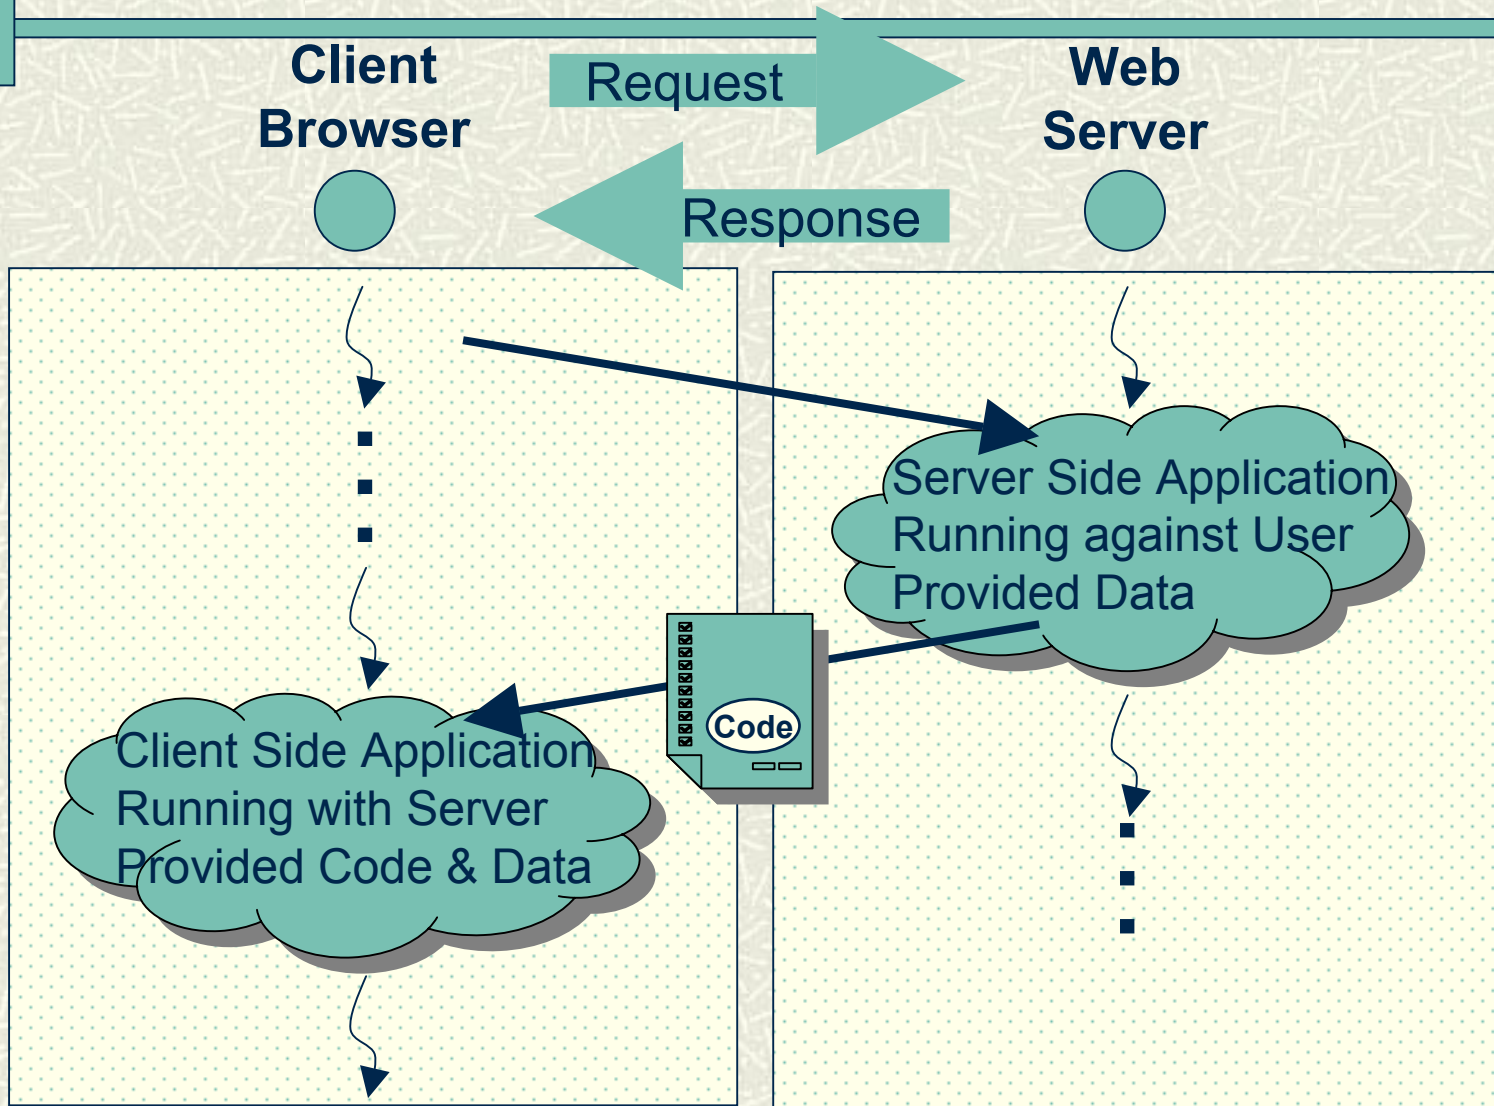 Client
Browser
Request
Web
Server
Response
Server Side Application
Running against User
Provided Data
Code
Client Side Application
Running with Server
Provided Code & Data